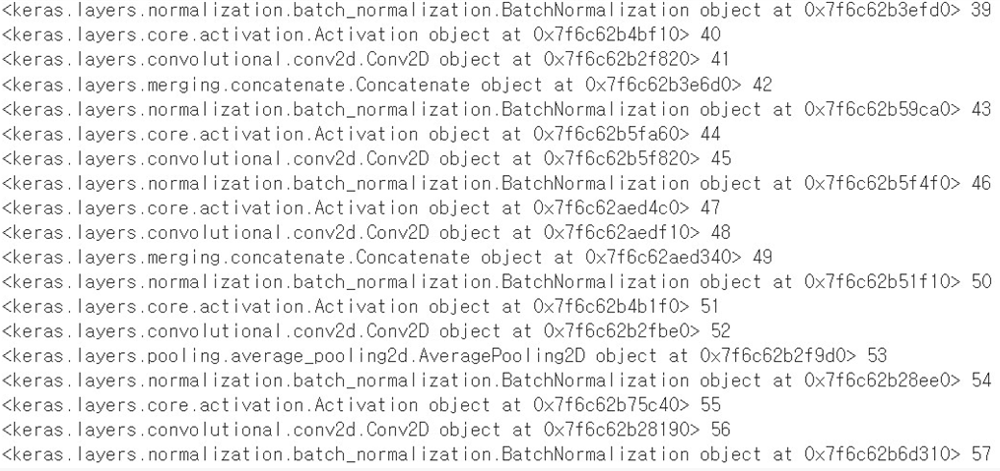 <keras.layers.normalization.batch_normalization.BatchNormalization object at 0x7f6c62b3efd0> 39
<keras.layers.core.activation.Activation object at 0x7f6c62b4bf10> 40
<keras.layers.convolutional.conv2d.Conv2D object at 0x7f6c62b2f820> 41
<keras.layers.merging.concatenate.Concatenate object at 0x7f6c62b3e6d0> 42
<keras.layers.normalization.batch_normalization.BatchNormalization object at 0x7f6c62b59ca0> 43
<keras.layers.core.activation.Activation object at 0x7f6c62b5fa60> 44
<keras.layers.convolutional.conv2d.Conv2D object at 0x7f6c62b5f820> 45
<keras.layers.normalization.batch_normalization.BatchNormalization object at 0x7f6c62b5f4f0> 46
<keras.layers.core.activation.Activation object at 0x7f6c62aed4c0> 47
<keras.layers.convolutional.conv2d.Conv2D object at 0x7f6c62aedf10> 48
<keras.layers.merging.concatenate.Concatenate object at 0x7f6c62aed340> 49
<keras.layers.normalization.batch_normalization.BatchNormalization object at 0x7f6c62b51f10> 50
<keras.layers.core.activation.Activation object at 0x7f6c62b4b1f0> 51
<keras.layers.convolutional.conv2d.Conv2D object at 0x7f6c62b2fbe0> 52
<keras.layers.pooling.average_pooling2d.AveragePooling2D object at 0x7f6c62b2f9d0> 53
<keras.layers.normalization.batch_normalization.BatchNormalization object at 0x7f6c62b28ee0> 54
<keras.layers.core.activation.Activation object at 0x7f6c62b75c40> 55
<keras.layers.convolutional.conv2d.Conv2D object at 0x7f6c62b28190> 56
<keras.layers.normalization.batch_normalization.BatchNormalization object at 0x7f6c62b6d310> 57